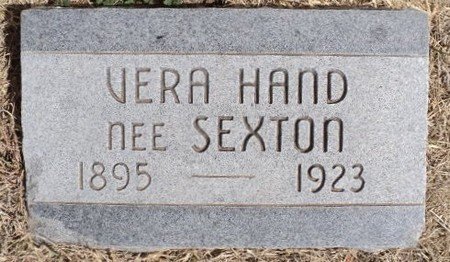 VERA HAND
NEE SEXTON
1895 — 1923